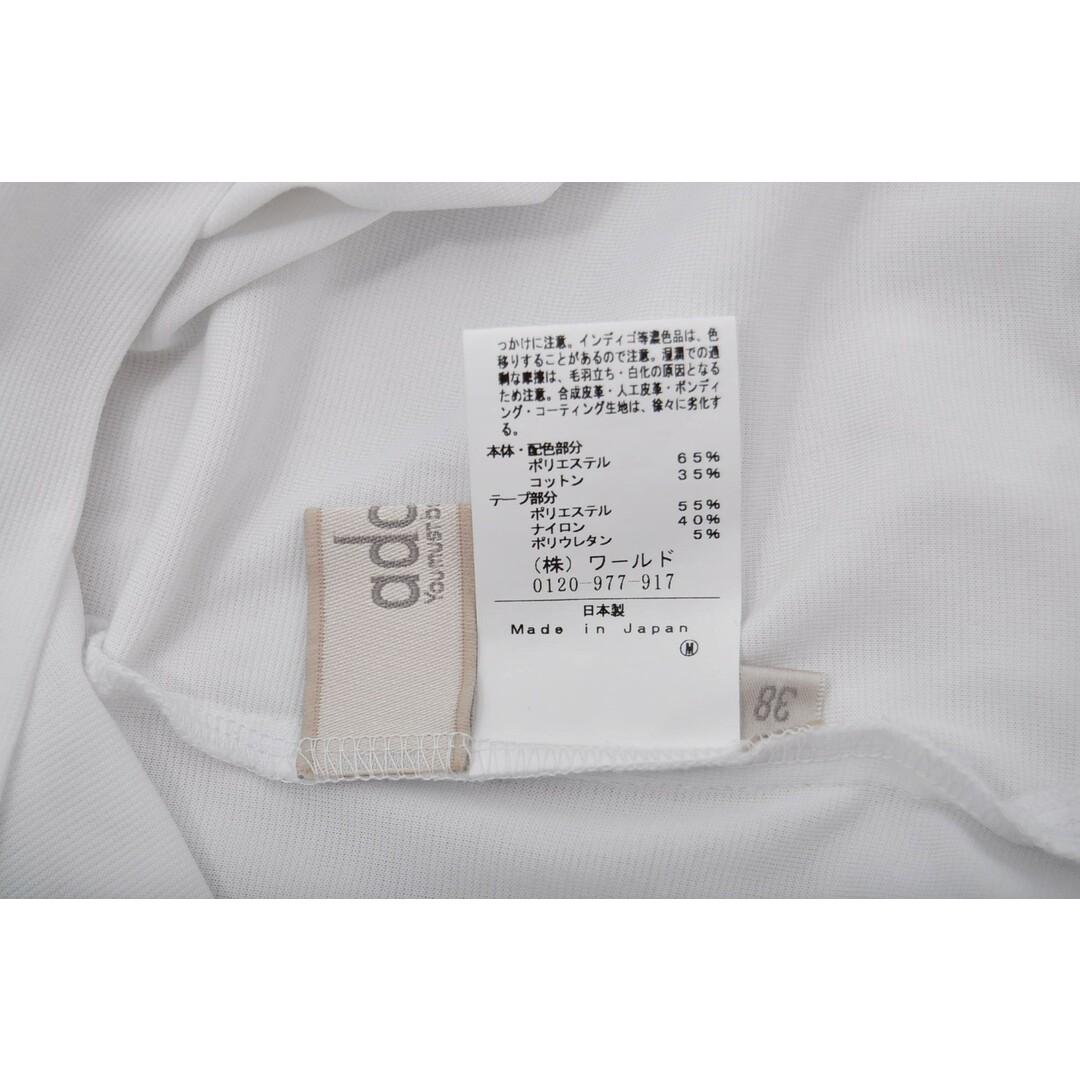 っかけに注意。インディゴ等濃色品は、色
移りすることがあるので注意。湿潤での過
剰な摩擦は、毛羽立ち・白化の原因となる
ため注意。合成皮革・人工皮革・ボンディ
ング・コーティング生地は、徐々に劣化す
る。
本体・配色部分
ポリエステル 65%
コットン 35%
テープ部分
ポリエステル 55%
ナイロン 40%
ポリウレタン 5%
(株) ワールド
0120-977-917
日本製
Made in Japan
M
adc
You must b
38